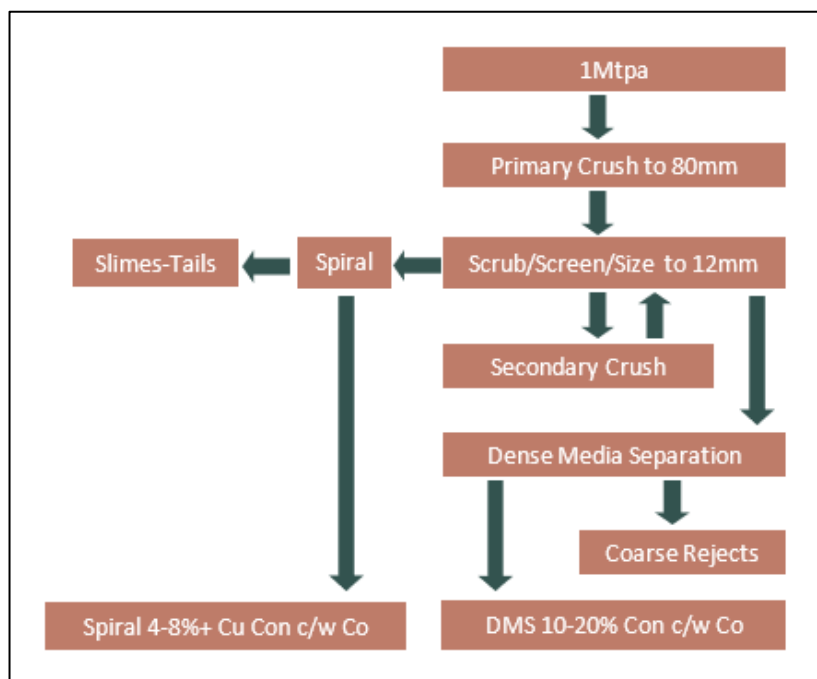 1Mtpa
Primary Crush to 80mm
Slimes-Tails
Spiral
Scrub/Screen/Size to 12mm
Secondary Crush
Dense Media Separation
Coarse Rejects
Spiral 4-8%+ Cu Con c/w Co
DMS 10-20% Con c/w Co